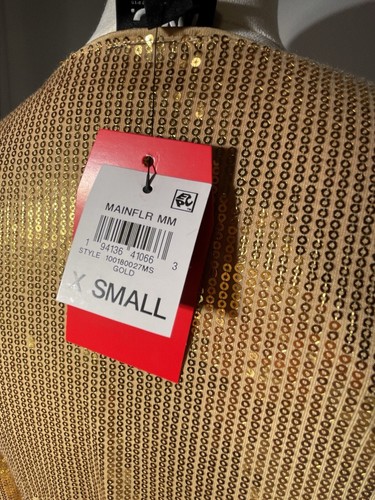 MAINFLR MM
1 94136 41066 3
STYLE 100180027MS
GOLD
X SMALL